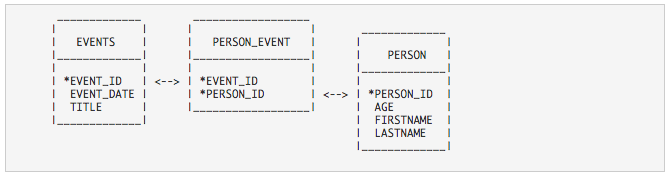 EVENTS
PERSON_EVENT
PERSON
*EVENT_ID <--> *EVENT_ID
EVENT_DATE *PERSON_ID <--> *PERSON_ID
TITLE AGE
FIRSTNAME
LASTNAME